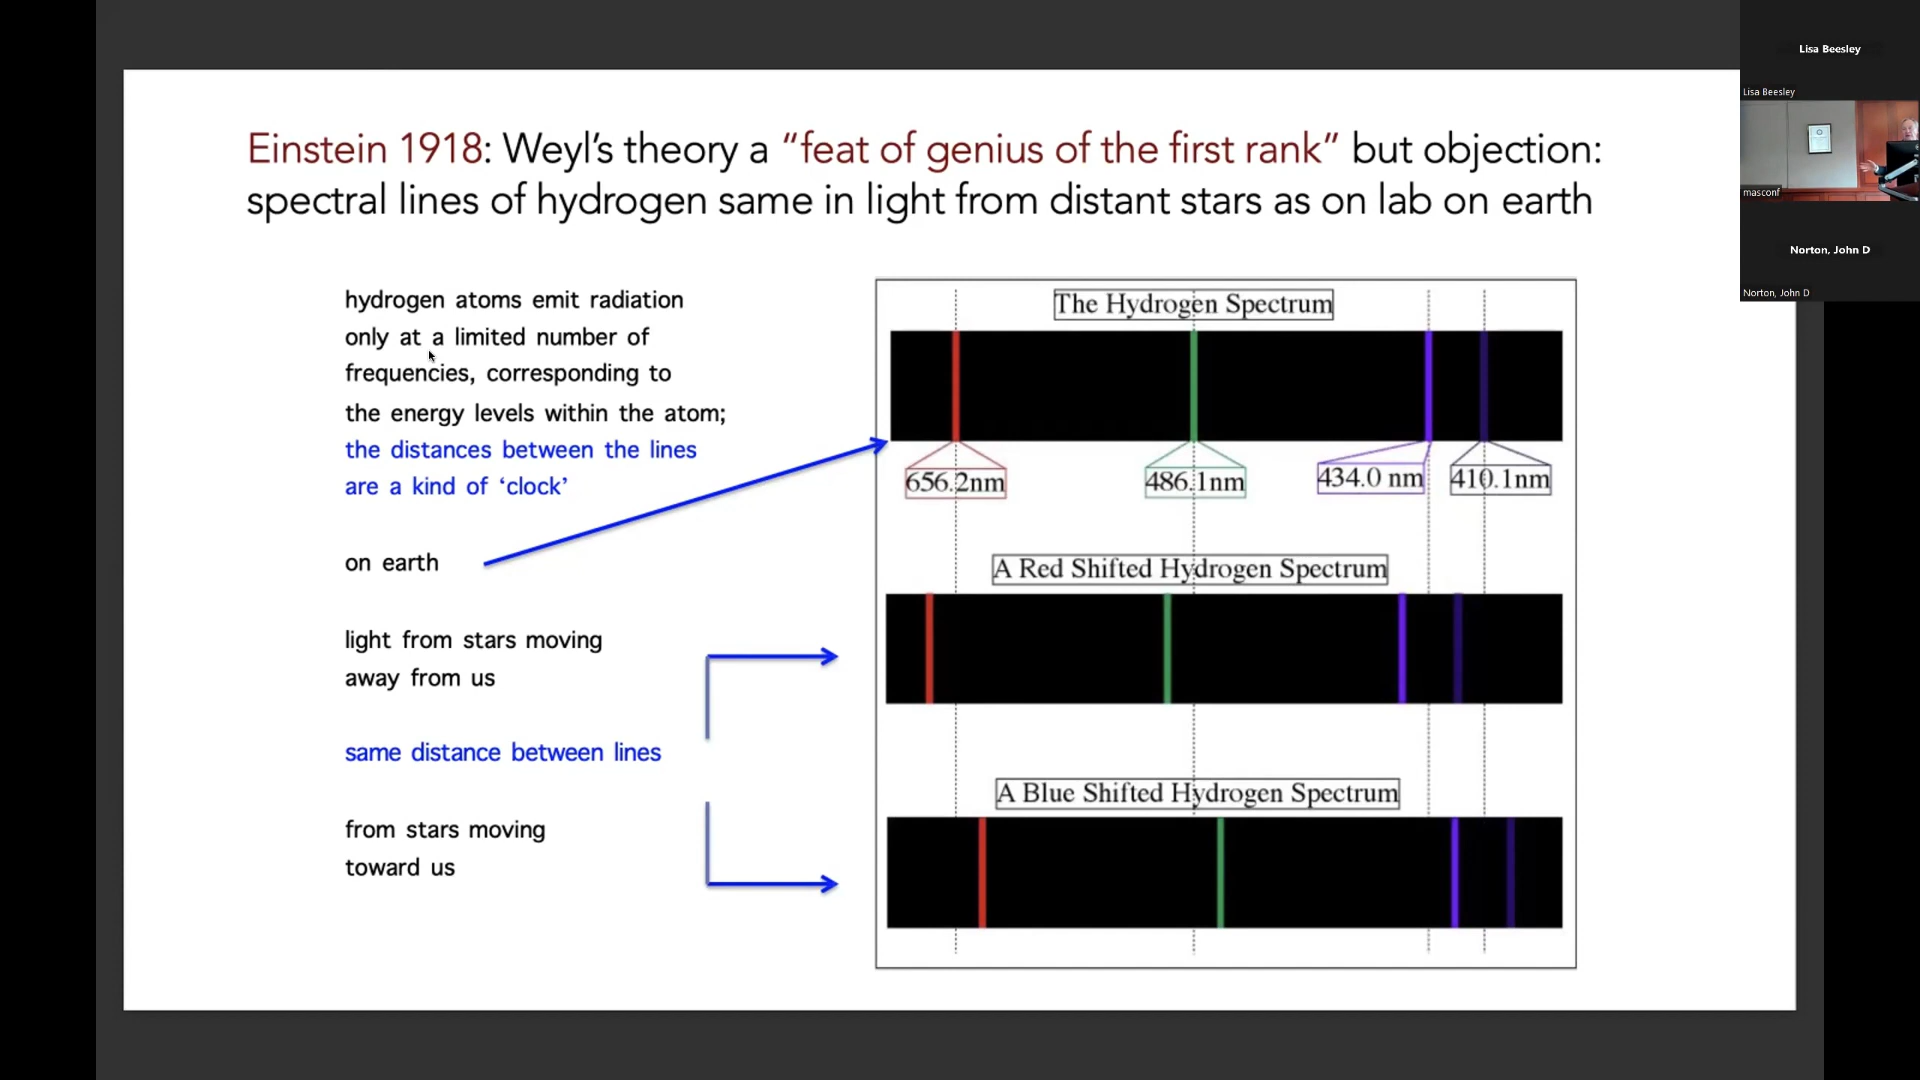 Einstein 1918: Weyl’s theory a “feat of genius of the first rank” but objection:
spectral lines of hydrogen same in light from distant stars as on lab on earth
hydrogen atoms emit radiation
only at a limited number of
frequencies, corresponding to
the energy levels within the atom;
the distances between the lines
are a kind of ‘clock’
on earth
light from stars moving
away from us
same distance between lines
from stars moving
toward us
The Hydrogen Spectrum
656.2nm
486.1nm
434.0 nm
410.1nm
A Red Shifted Hydrogen Spectrum
A Blue Shifted Hydrogen Spectrum
Lisa Beesley
Lisa Beesley
masconf
Norton, John D
Norton, John D